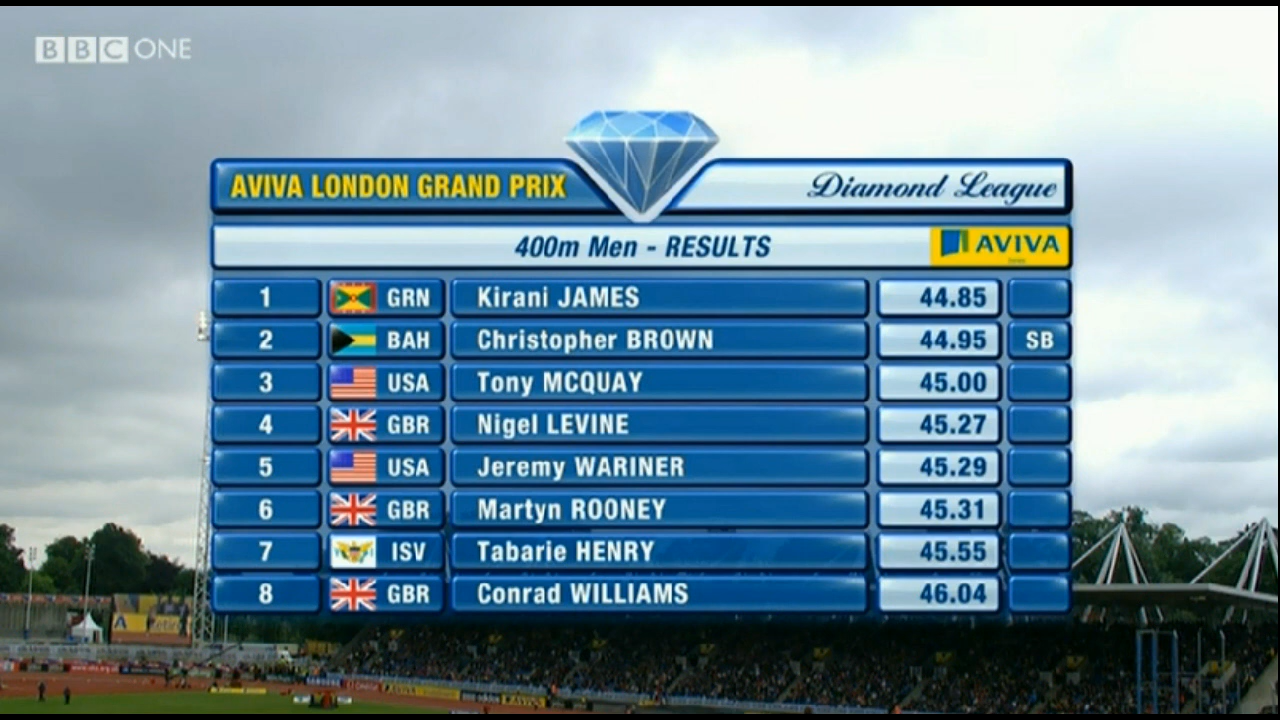 BBC ONE
AVIVA LONDON GRAND PRIX
Diamond League
400m Men - RESULTS
AVIVA
1 GRN Kirani JAMES 44.85
2 BAH Christopher BROWN 44.95 SB
3 USA Tony MCQUAY 45.00
4 GBR Nigel LEVINE 45.27
5 USA Jeremy WARINER 45.29
6 GBR Martyn ROONEY 45.31
7 ISV Tabarie HENRY 45.55
8 GBR Conrad WILLIAMS 46.04